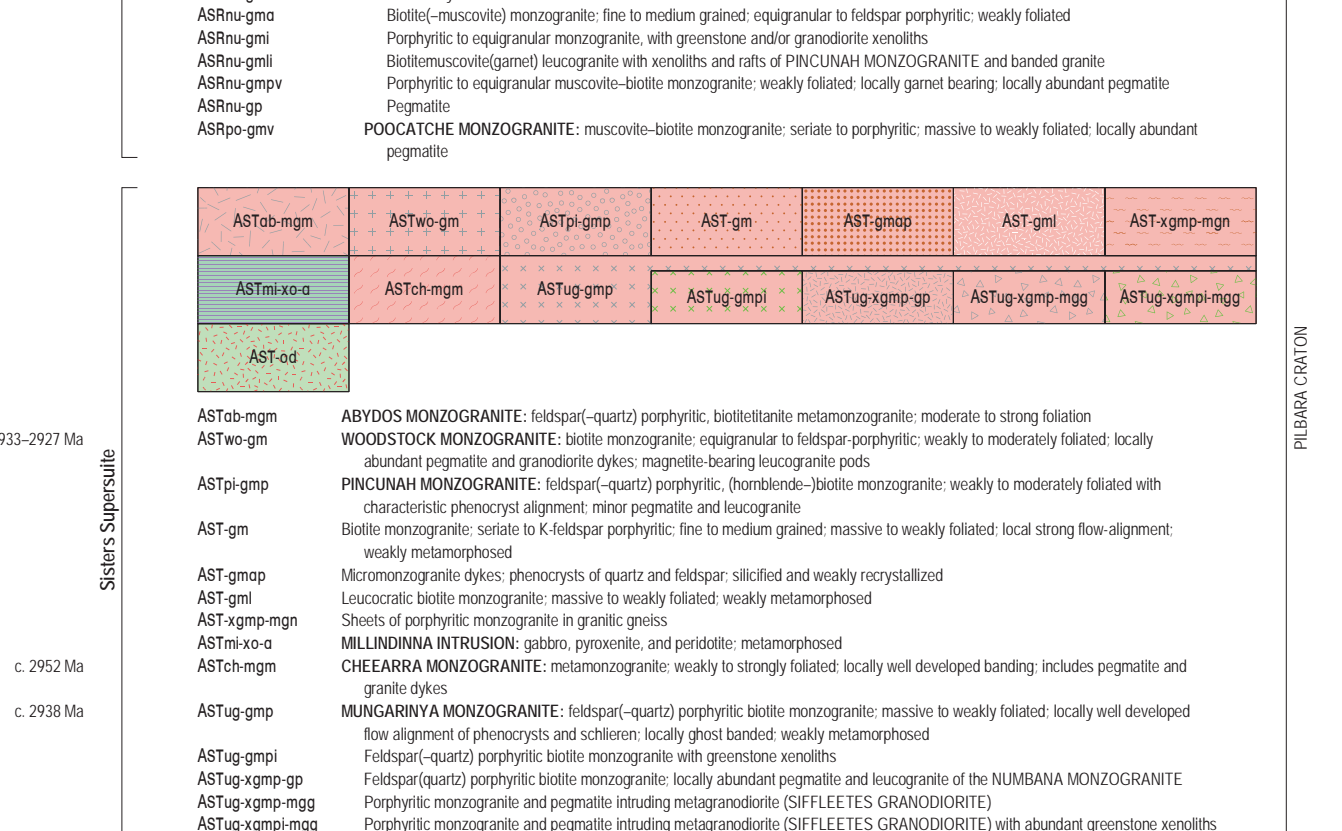 ASRnu-gma Biotite(–muscovite) monzogranite; fine to medium grained; equigranular to feldspar porphyritic; weakly foliated
ASRnu-gmi Porphyritic to equigranular monzogranite, with greenstone and/or granodiorite xenoliths
ASRnu-gmli Biotitemuscovite(garnet) leucogranite with xenoliths and rafts of PINCUNAH MONZOGRANITE and banded granite
ASRnu-gmpv Porphyritic to equigranular muscovite–biotite monzogranite; weakly foliated; locally garnet bearing; locally abundant pegmatite
ASRnu-gp Pegmatite
ASRpo-gmv POOCATCHE MONZOGRANITE: muscovite–biotite monzogranite; seriate to porphyritic; massive to weakly foliated; locally abundant
pegmatite
ASTab-mgm ASTwo-gm ASTpi-gmp AST-gm AST-gmap AST-gml AST-xgmp-mgn
ASTmi-xo-a ASTch-mgm ASTug-gmp ASTug-gmpi ASTug-xgmp-gp ASTug-xgmp-mgg ASTug-xgmpi-mgg
AST-od
ASTab-mgm ABYDOS MONZOGRANITE: feldspar(–quartz) porphyritic, biotitetitanite metamonzogranite; moderate to strong foliation
933–2927 Ma ASTwo-gm WOODSTOCK MONZOGRANITE: biotite monzogranite; equigranular to feldspar-porphyritic; weakly to moderately foliated; locally
abundant pegmatite and granodiorite dykes; magnetite-bearing leucogranite pods
ASTpi-gmp PINCUNAH MONZOGRANITE: feldspar(–quartz) porphyritic, (hornblende–)biotite monzogranite; weakly to moderately foliated with
characteristic phenocryst alignment; minor pegmatite and leucogranite
AST-gm Biotite monzogranite; seriate to K-feldspar porphyritic; fine to medium grained; massive to weakly foliated; local strong flow-alignment;
weakly metamorphosed
AST-gmap Micromonzogranite dykes; phenocrysts of quartz and feldspar; silicified and weakly recrystallized
AST-gml Leucocratic biotite monzogranite; massive to weakly foliated; weakly metamorphosed
AST-xgmp-mgn Sheets of porphyritic monzogranite in granitic gneiss
ASTmi-xo-a MILLINDINNA INTRUSION: gabbro, pyroxenite, and peridotite; metamorphosed
c. 2952 Ma ASTch-mgm CHEEARRA MONZOGRANITE: metamonzogranite; weakly to strongly foliated; locally well developed banding; includes pegmatite and
granite dykes
c. 2938 Ma ASTug-gmp MUNGARINYA MONZOGRANITE: feldspar(–quartz) porphyritic biotite monzogranite; massive to weakly foliated; locally well developed
flow alignment of phenocrysts and schlieren; locally ghost banded; weakly metamorphosed
ASTug-gmpi Feldspar(–quartz) porphyritic biotite monzogranite with greenstone xenoliths
ASTug-xgmp-gp Feldspar(quartz) porphyritic biotite monzogranite; locally abundant pegmatite and leucogranite of the NUMBANA MONZOGRANITE
ASTug-xgmp-mgg Porphyritic monzogranite and pegmatite intruding metagranodiorite (SIFFLEETES GRANODIORITE)
ASTug-xgmpi-mgg Porphyritic monzogranite and pegmatite intruding metagranodiorite (SIFFLEETES GRANODIORITE) with abundant greenstone xenoliths
Sisters Supersuite
PILBARA CRATON